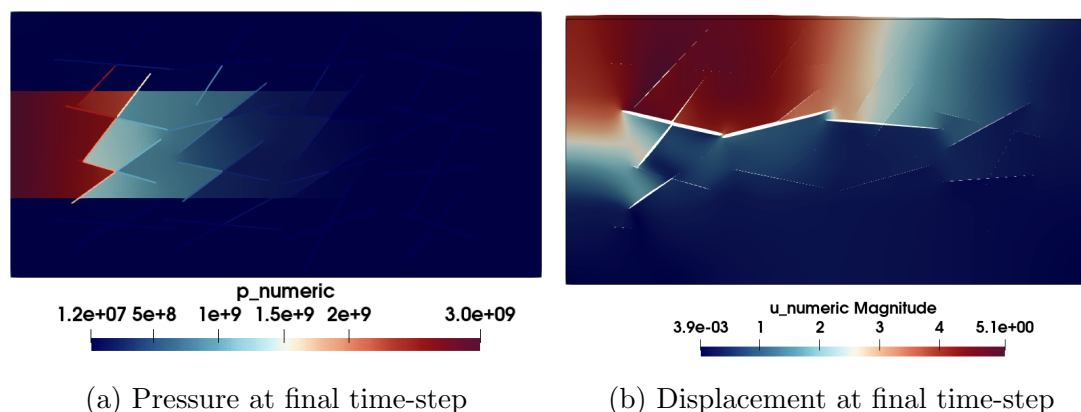 p_numeric
1.2e+07 5e+8 1e+9 1.5e+9 2e+9 3.0e+09
u_numeric Magnitude
3.9e-03 1 2 3 4 5.1e+00
(a) Pressure at final time-step
(b) Displacement at final time-step